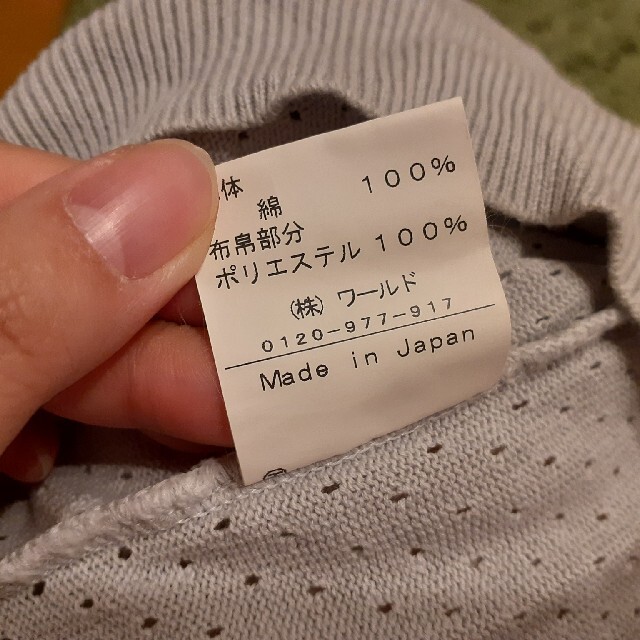 体
綿 100%
布帛部分
ポリエステル 100%
(株) ワールド
0120-977-917
Made in Japan